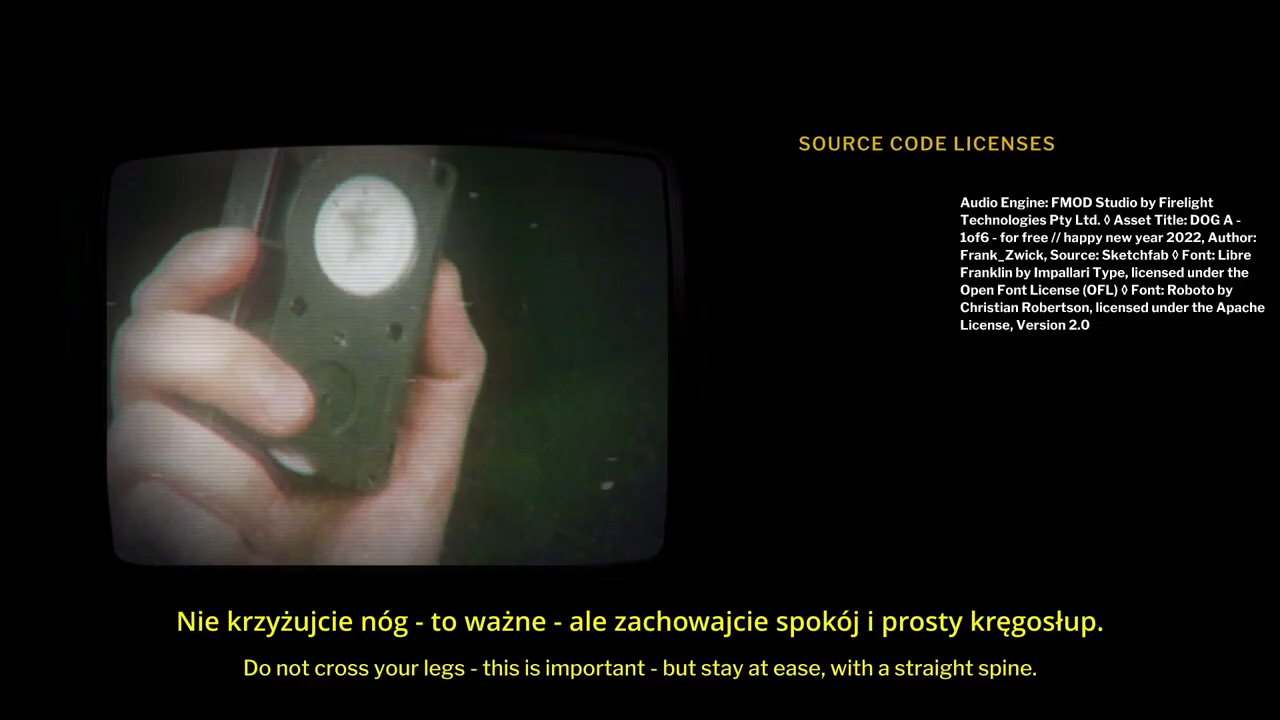 SOURCE CODE LICENSES
Audio Engine: FMOD Studio by Firelight
Technologies Pty Ltd. ◊ Asset Title: DOG A -
1of6 - for free // happy new year 2022, Author:
Frank_Zwick, Source: Sketchfab ◊ Font: Libre
Franklin by Impallari Type, licensed under the
Open Font License (OFL) ◊ Font: Roboto by
Christian Robertson, licensed under the Apache
License, Version 2.0
Nie krzyżujcie nóg - to ważne - ale zachowajcie spokój i prosty kręgosłup.
Do not cross your legs - this is important - but stay at ease, with a straight spine.